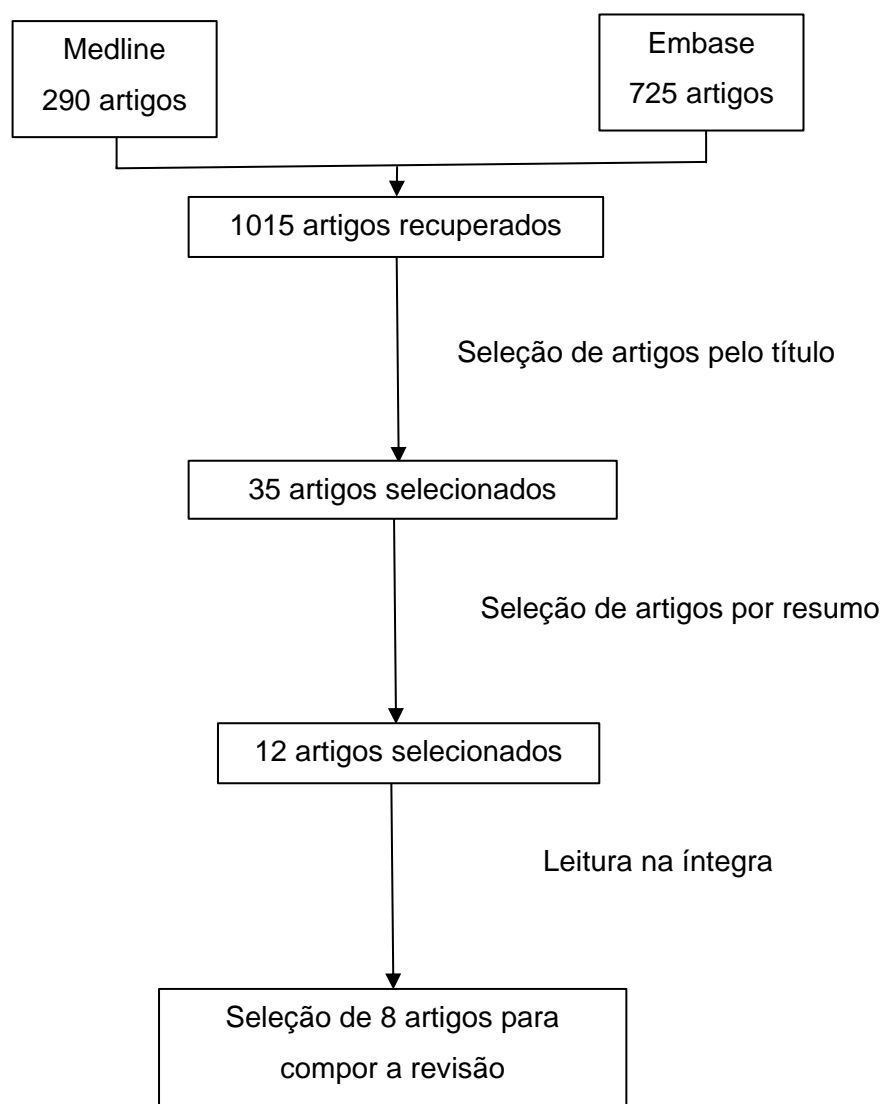 Medline
290 artigos
Embase
725 artigos
1015 artigos recuperados
Seleção de artigos pelo título
35 artigos selecionados
Seleção de artigos por resumo
12 artigos selecionados
Leitura na íntegra
Seleção de 8 artigos para
compor a revisão